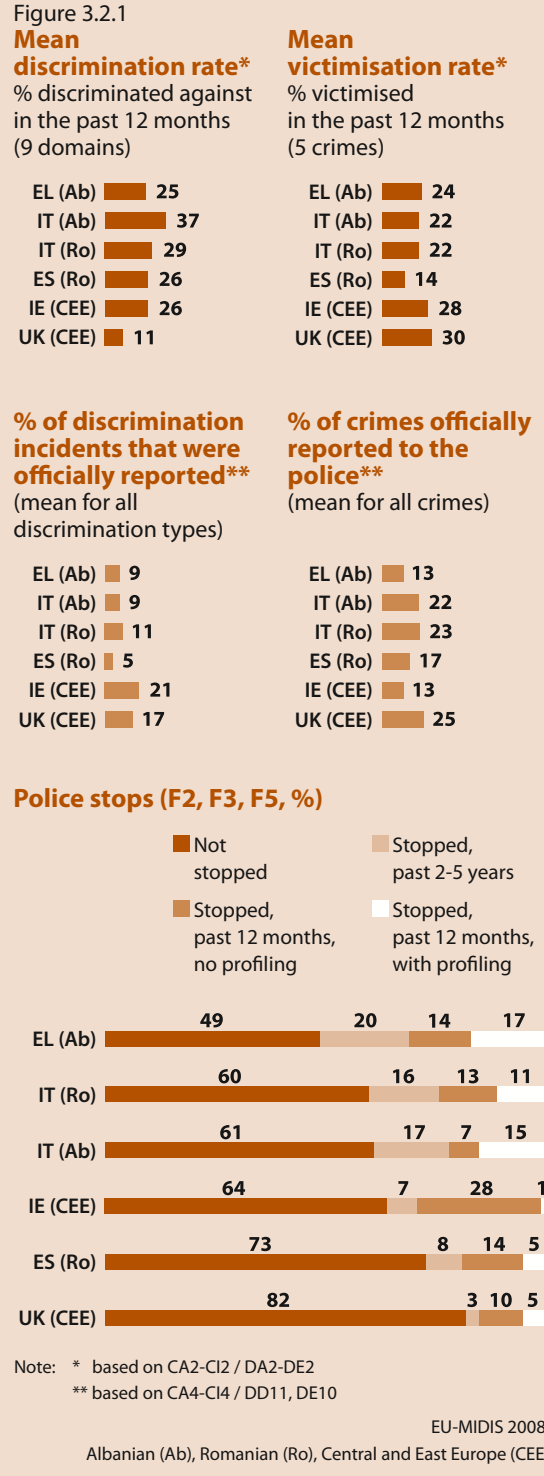 Figure 3.2.1
Mean
discrimination rate*
% discriminated against
in the past 12 months
(9 domains)
EL (Ab) 25
IT (Ab) 37
IT (Ro) 29
ES (Ro) 26
IE (CEE) 26
UK (CEE) 11
Mean
victimisation rate*
% victimised
in the past 12 months
(5 crimes)
EL (Ab) 24
IT (Ab) 22
IT (Ro) 22
ES (Ro) 14
IE (CEE) 28
UK (CEE) 30
% of discrimination
incidents that were
officially reported**
(mean for all
discrimination types)
EL (Ab) 9
IT (Ab) 9
IT (Ro) 11
ES (Ro) 5
IE (CEE) 21
UK (CEE) 17
% of crimes officially
reported to the
police**
(mean for all crimes)
EL (Ab) 13
IT (Ab) 22
IT (Ro) 23
ES (Ro) 17
IE (CEE) 13
UK (CEE) 25
Police stops (F2, F3, F5, %)
Not
stopped
Stopped,
past 2-5 years
Stopped,
past 12 months,
no profiling
Stopped,
past 12 months,
with profiling
EL (Ab) 49 20 14 17
IT (Ro) 60 16 13 11
IT (Ab) 61 17 7 15
IE (CEE) 64 7 28 1
ES (Ro) 73 8 14 5
UK (CEE) 82 3 10 5
Note: * based on CA2-CI2 / DA2-DE2
** based on CA4-CI4 / DD11, DE10
EU-MIDIS 2008
Albanian (Ab), Romanian (Ro), Central and East Europe (CEE